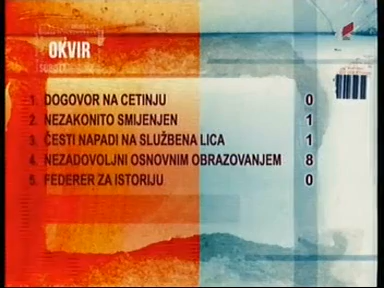 OKVIR
1. DOGOVOR NA CETINJU 0
2. NEZAKONITO SMIJENJEN 1
3. ČESTI NAPADI NA SLUŽBENA LICA 1
4. NEZADOVOLJNI OSNOVNIM OBRAZOVANJEM 8
5. FEDERER ZA ISTORIJU 0